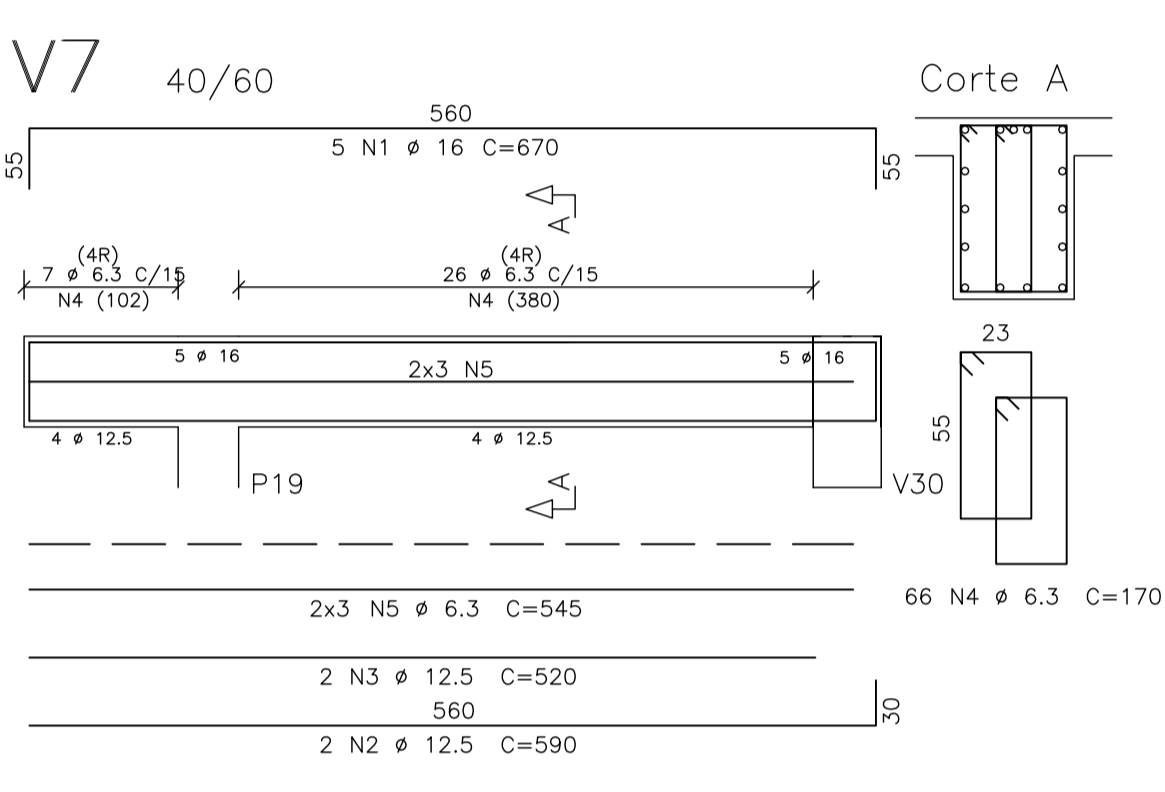 V7 40/60
Corte A
560
5 N1 ø 16 C=670
55
55
A
(4R)
7 ø 6.3 C/15
N4 (102)
(4R)
26 ø 6.3 C/15
N4 (380)
5 ø 16
2x3 N5
5 ø 16
4 ø 12.5
4 ø 12.5
P19
A
V30
23
55
66 N4 ø 6.3 C=170
2x3 N5 ø 6.3 C=545
2 N3 ø 12.5 C=520
560
30
2 N2 ø 12.5 C=590